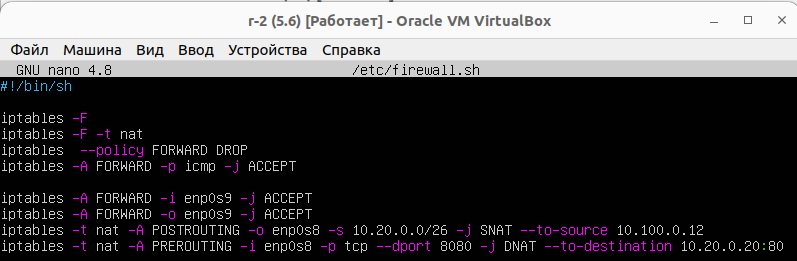 r-2 (5.6) [Работает] - Oracle VM VirtualBox
Файл Машина Вид Ввод Устройства Справка
GNU nano 4.8 /etc/firewall.sh
#!/bin/sh
iptables -F
iptables -F -t nat
iptables --policy FORWARD DROP
iptables -A FORWARD -p icmp -j ACCEPT
iptables -A FORWARD -i enp0s9 -j ACCEPT
iptables -A FORWARD -o enp0s9 -j ACCEPT
iptables -t nat -A POSTROUTING -o enp0s8 -s 10.20.0.0/26 -j SNAT --to-source 10.100.0.12
iptables -t nat -A PREROUTING -i enp0s8 -p tcp --dport 8080 -j DNAT --to-destination 10.20.0.20:80